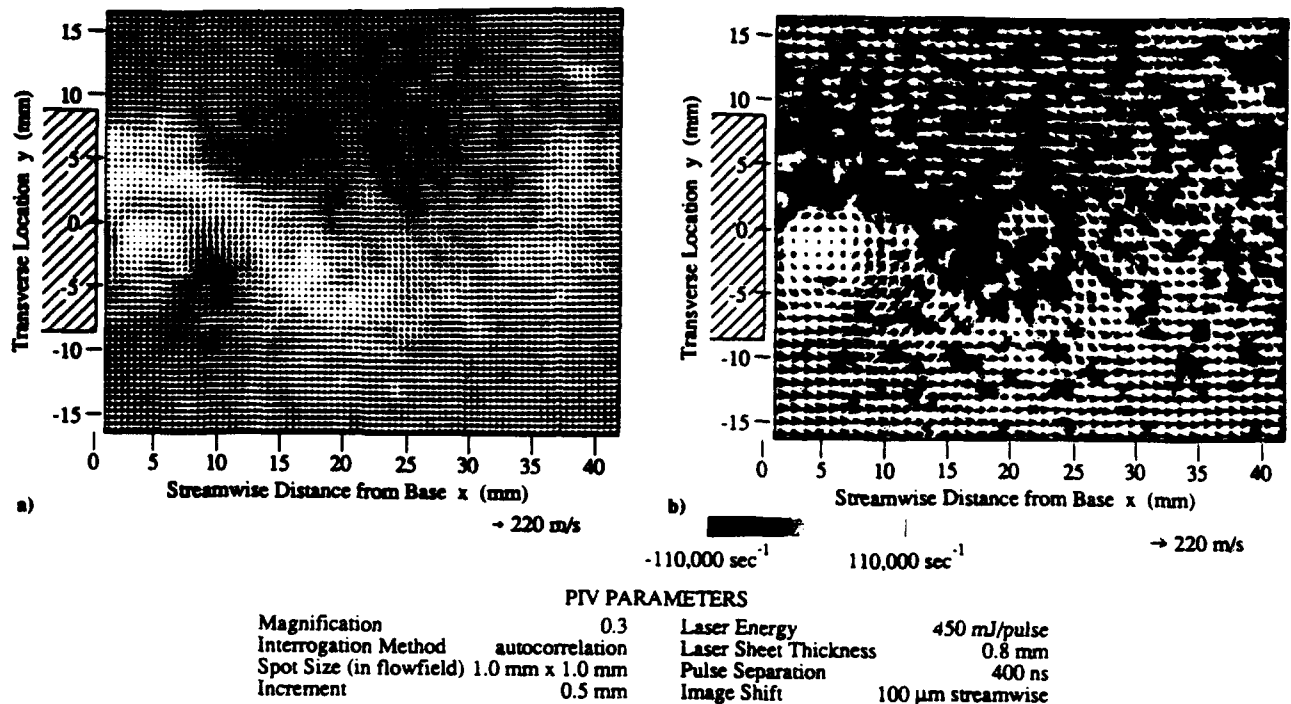 15
10
5
0
-5
-10
-15
Transverse Location y (mm)
0 5 10 15 20 25 30 35 40
Streamwise Distance from Base x (mm)
a)
→ 220 m/s
15
10
5
0
-5
-10
-15
Transverse Location y (mm)
0 5 10 15 20 25 30 35 40
Streamwise Distance from Base x (mm)
b)
-110,000 sec⁻¹ 110,000 sec⁻¹
→ 220 m/s
PIV PARAMETERS
Magnification 0.3 Laser Energy 450 mJ/pulse
Interrogation Method autocorrelation Laser Sheet Thickness 0.8 mm
Spot Size (in flowfield) 1.0 mm x 1.0 mm Pulse Separation 400 ns
Increment 0.5 mm Image Shift 100 μm streamwise